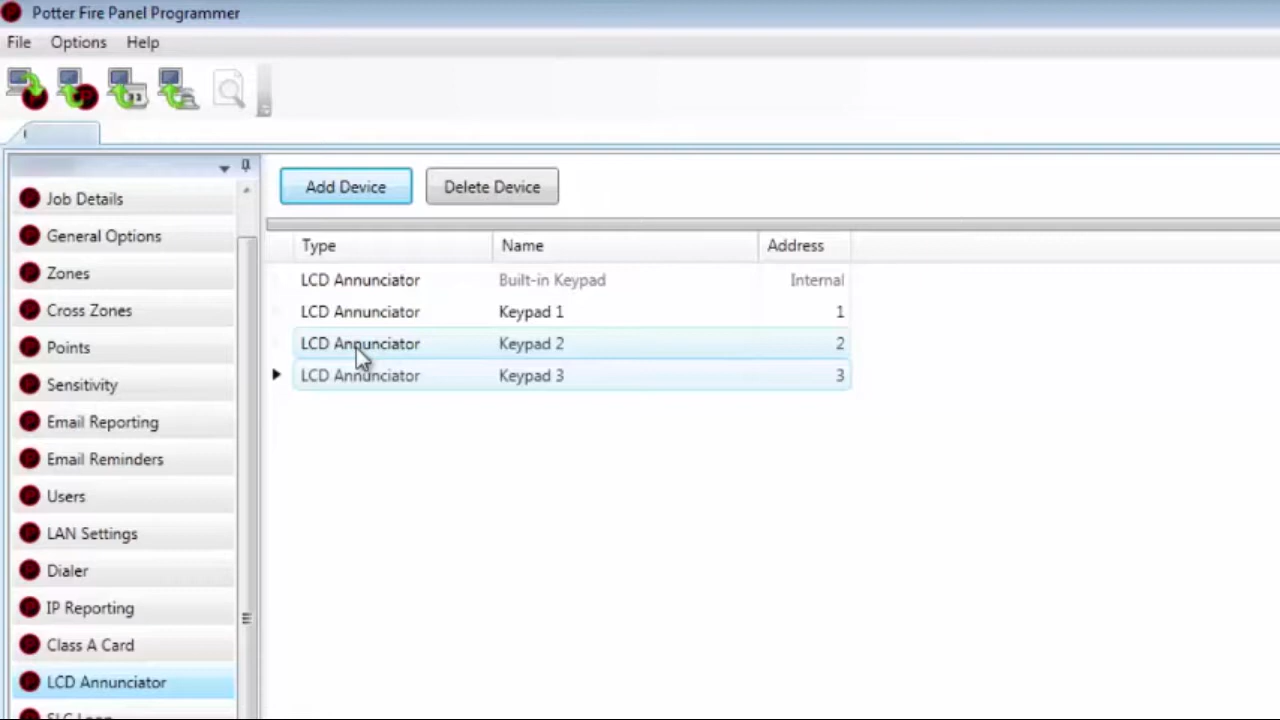 Potter Fire Panel Programmer
File Options Help
Add Device Delete Device
Job Details
General Options
Zones
Cross Zones
Points
Sensitivity
Email Reporting
Email Reminders
Users
LAN Settings
Dialer
IP Reporting
Class A Card
LCD Annunciator
Type Name Address
LCD Annunciator Built-in Keypad Internal
LCD Annunciator Keypad 1 1
LCD Annunciator Keypad 2 2
LCD Annunciator Keypad 3 3